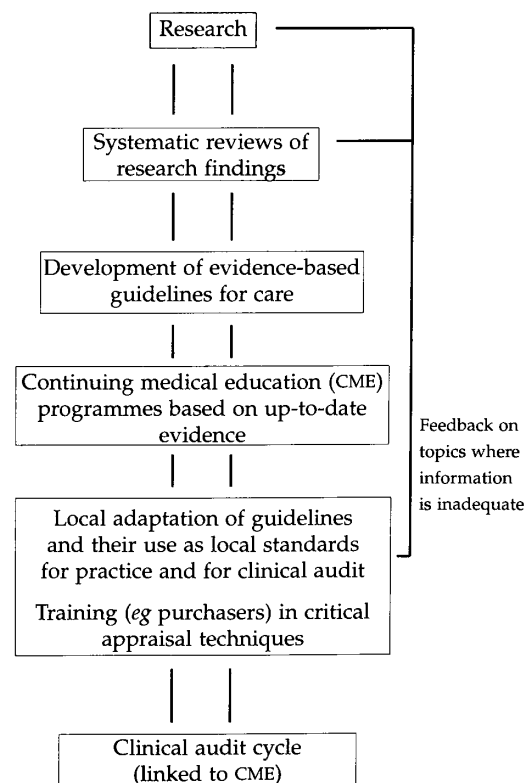 Research
Systematic reviews of
research findings
Development of evidence-based
guidelines for care
Continuing medical education (CME)
programmes based on up-to-date
evidence
Feedback on
topics where
information
is inadequate
Local adaptation of guidelines
and their use as local standards
for practice and for clinical audit
Training (eg purchasers) in critical
appraisal techniques
Clinical audit cycle
(linked to CME)